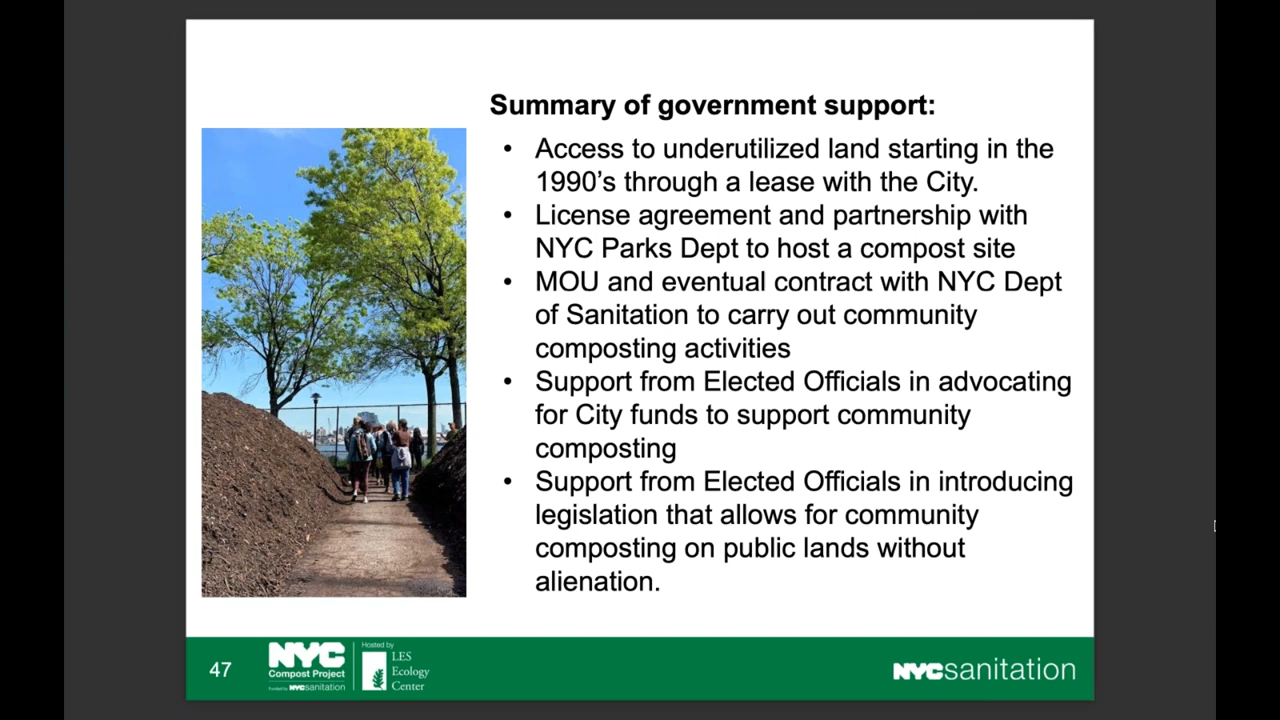 Summary of government support:
• Access to underutilized land starting in the
1990’s through a lease with the City.
• License agreement and partnership with
NYC Parks Dept to host a compost site
• MOU and eventual contract with NYC Dept
of Sanitation to carry out community
composting activities
• Support from Elected Officials in advocating
for City funds to support community
composting
• Support from Elected Officials in introducing
legislation that allows for community
composting on public lands without
alienation.
47
NYC
Compost Project
Funded by NYCsanitation
Hosted by
LES
Ecology
Center
NYCsanitation